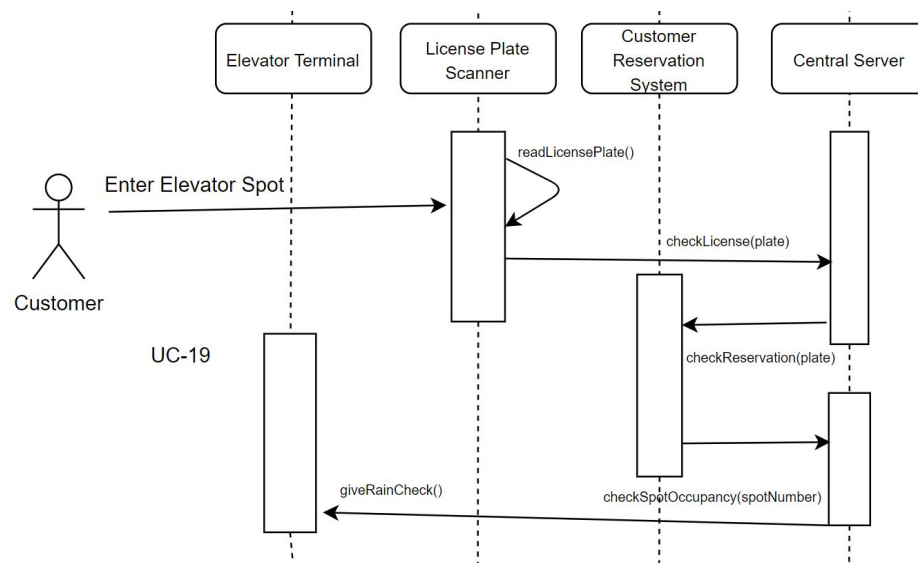 Elevator Terminal
License Plate
Scanner
Customer
Reservation
System
Central Server
readLicensePlate()
Enter Elevator Spot
checkLicense(plate)
Customer
UC-19
checkReservation(plate)
giveRainCheck()
checkSpotOccupancy(spotNumber)